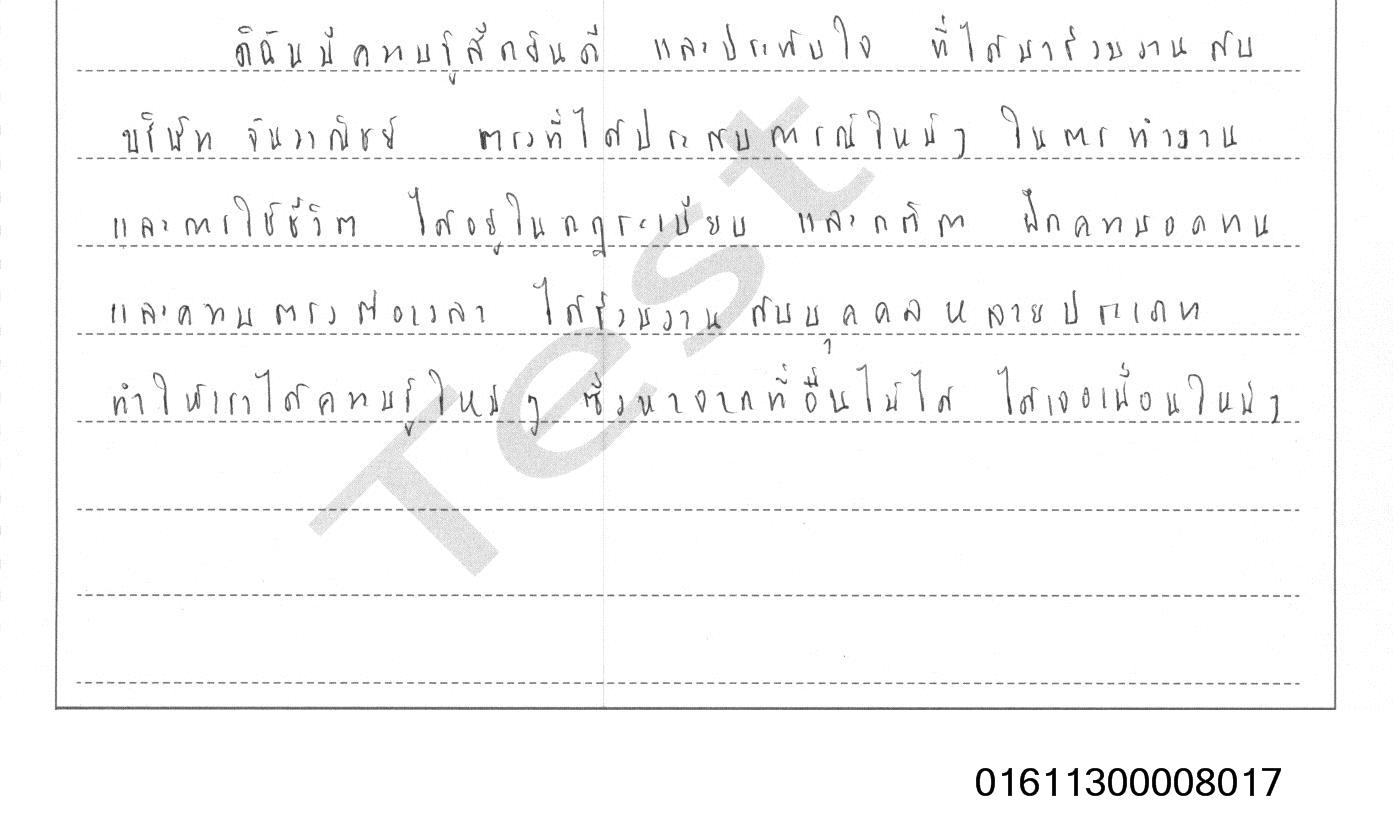 ดิฉันมีความรู้สึกยินดี และประทับใจ ที่ได้มาร่วมงานกับ
บริษัท จันวาณิชย์ ตรงที่ได้ประสบการณ์ใหม่ๆ ในการทำงาน
และการใช้ชีวิต ได้อยู่ในกฎระเบียบ และกติกา ฝึกความอดทน
และความตรงต่อเวลา ได้ร่วมงานกับบุคคลหลายประเภท
ทำให้เราได้ความรู้ใหม่ๆ ซึ่งหาจากที่อื่นไม่ได้ ได้เจอเพื่อนใหม่ๆ
Test
01611300008017